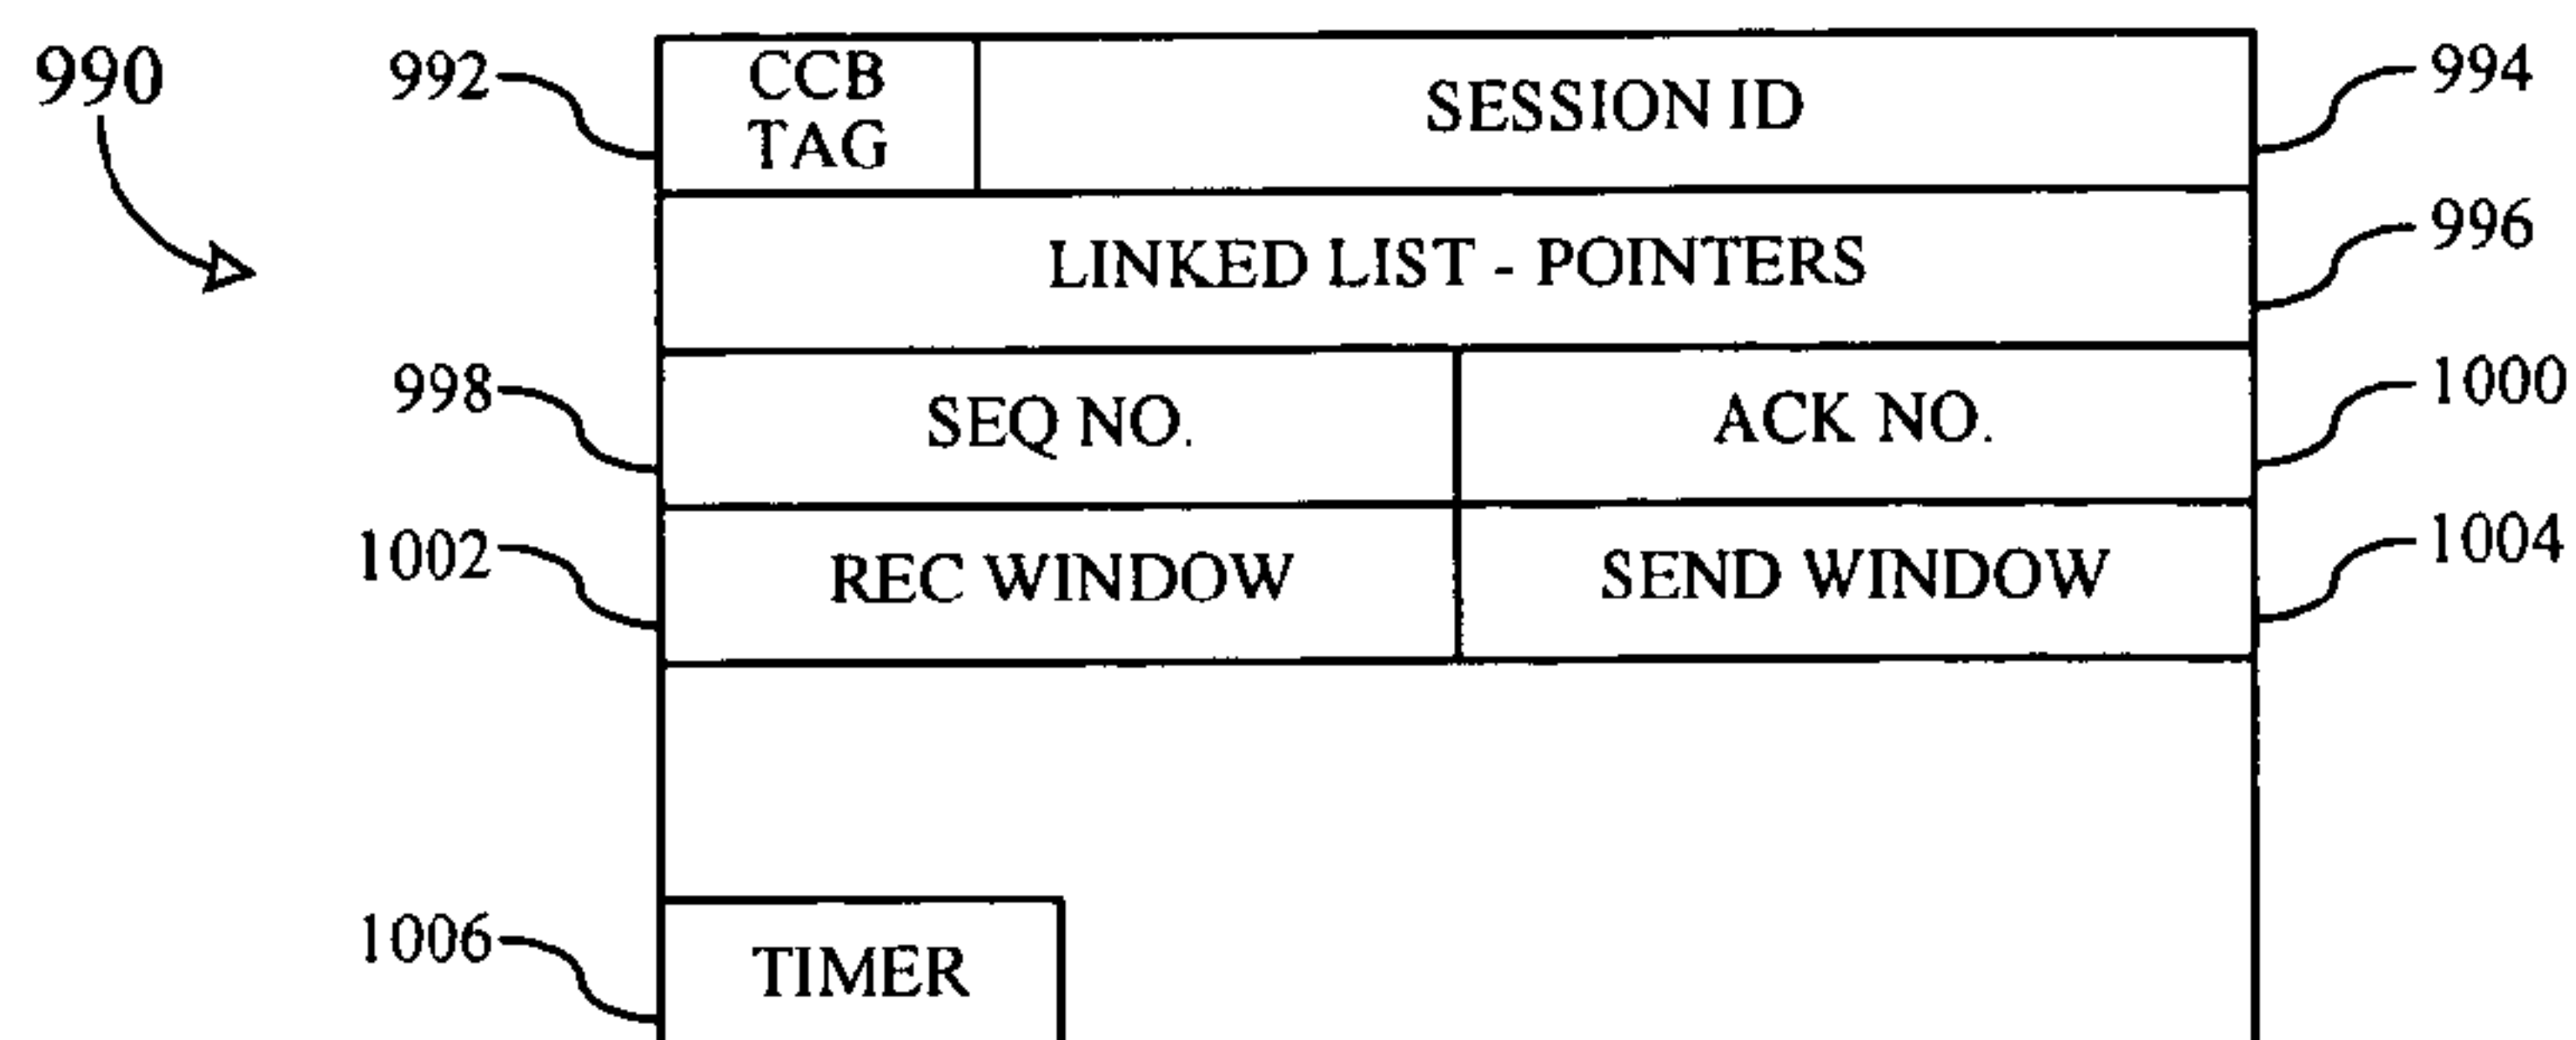 990
992
CCB
TAG
SESSION ID
994
LINKED LIST - POINTERS
996
998
SEQ NO.
ACK NO.
1000
1002
REC WINDOW
SEND WINDOW
1004
1006
TIMER